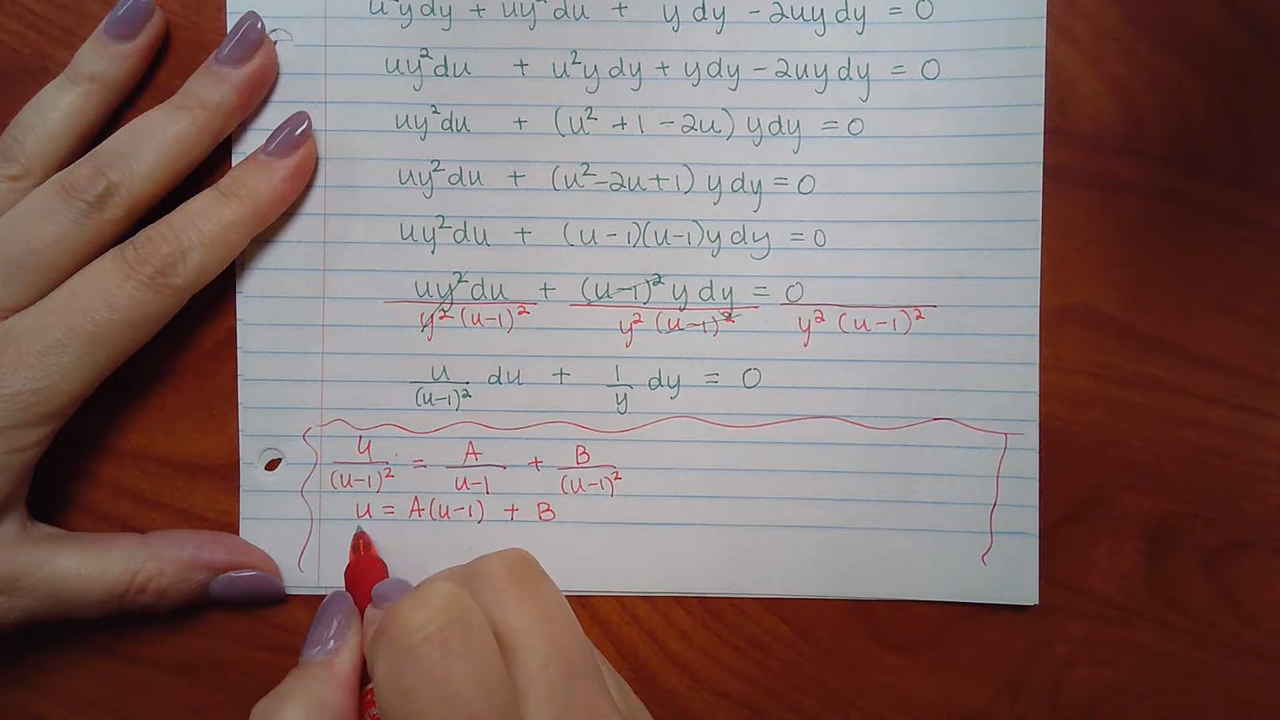 u²ydy + uy²du + y dy - 2uy dy = 0
uy²du + u²y dy + y dy - 2uy dy = 0
uy²du + (u² + 1 - 2u) y dy = 0
uy²du + (u² - 2u + 1) y dy = 0
uy²du + (u - 1)(u - 1) y dy = 0
uy²du + (u-1)² y dy = 0
y² (u-1)² y² (u-1)² y² (u-1)²
u/(u-1)² du + 1/y dy = 0
u/(u-1)² = A/(u-1) + B/(u-1)²
u = A(u-1) + B